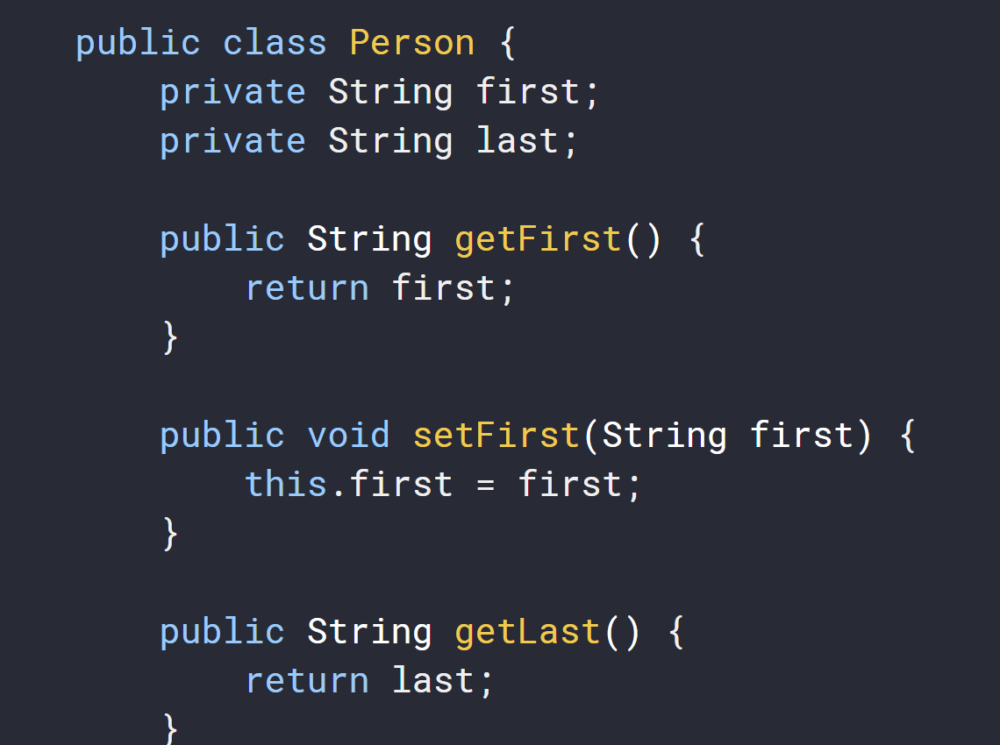 public class Person {
    private String first;
    private String last;

    public String getFirst() {
        return first;
    }

    public void setFirst(String first) {
        this.first = first;
    }

    public String getLast() {
        return last;
    }